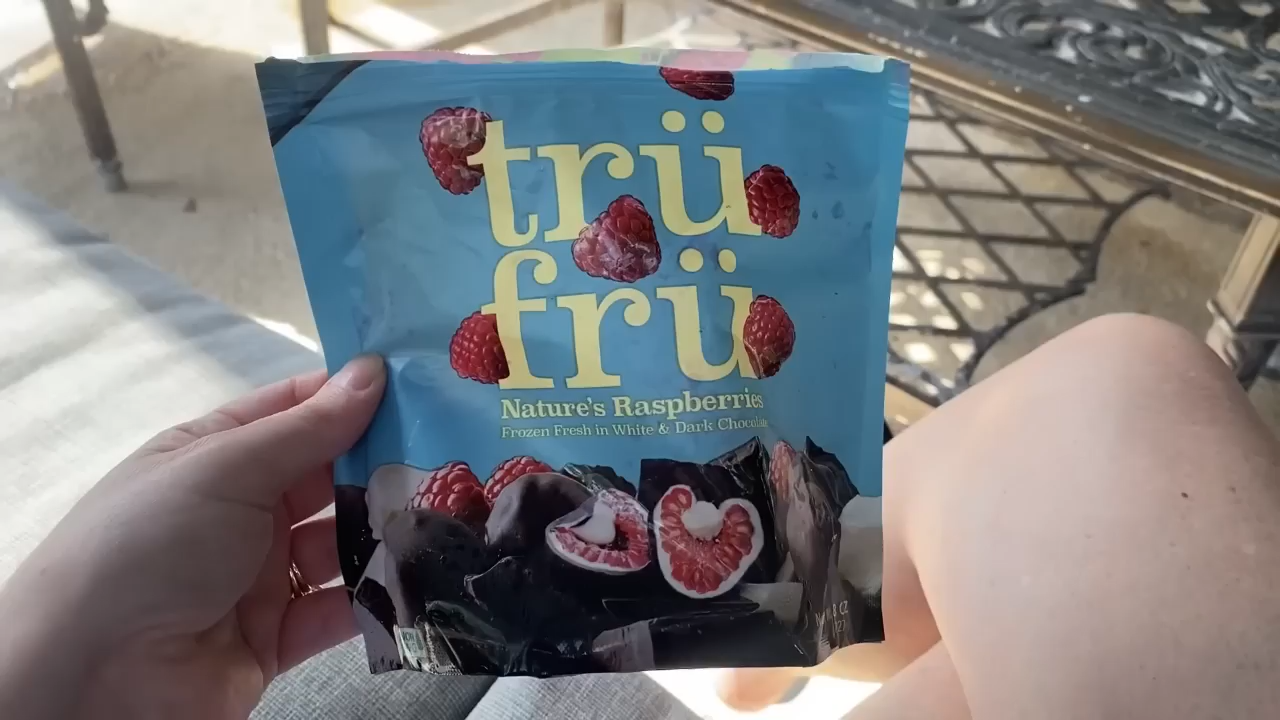 trü
frü
Nature's Raspberries
Frozen Fresh in White & Dark Chocolate